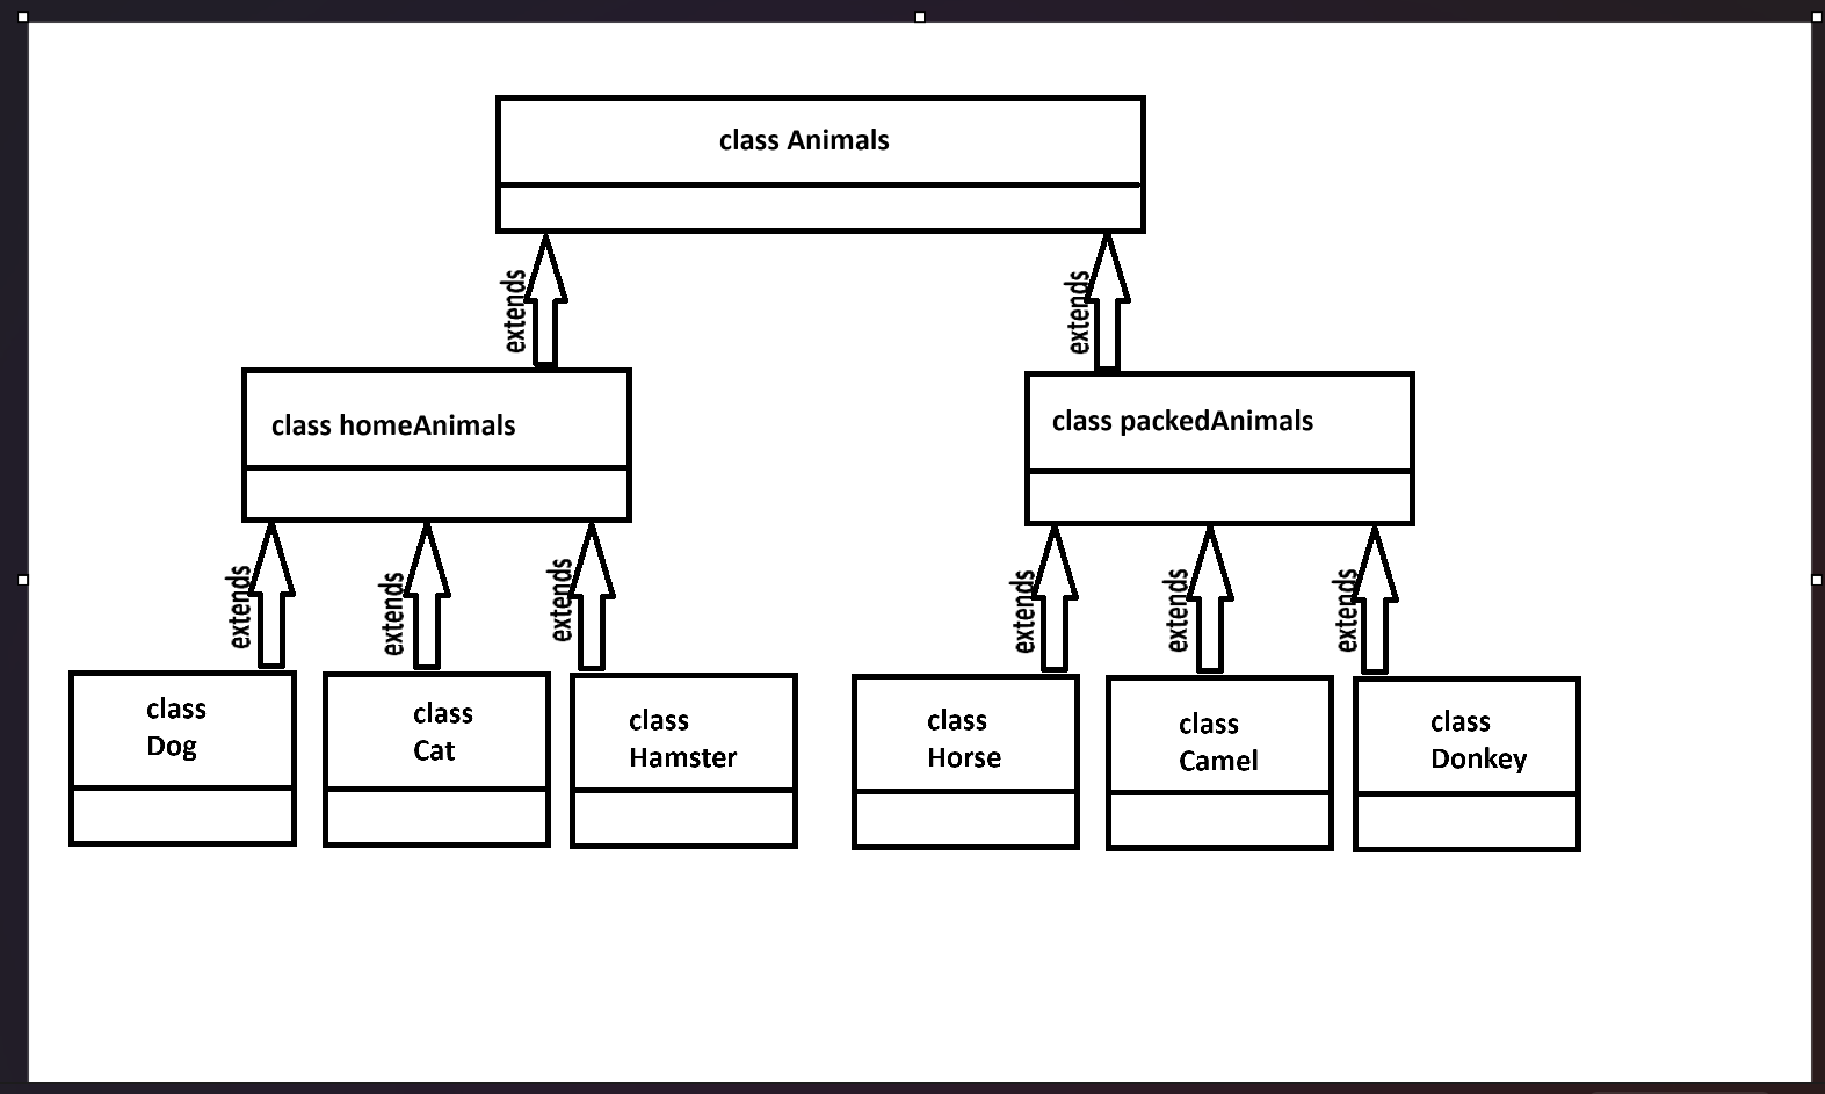 class Animals
extends
extends
class homeAnimals
class packedAnimals
extends
extends
extends
extends
extends
extends
class
Dog
class
Cat
class
Hamster
class
Horse
class
Camel
class
Donkey